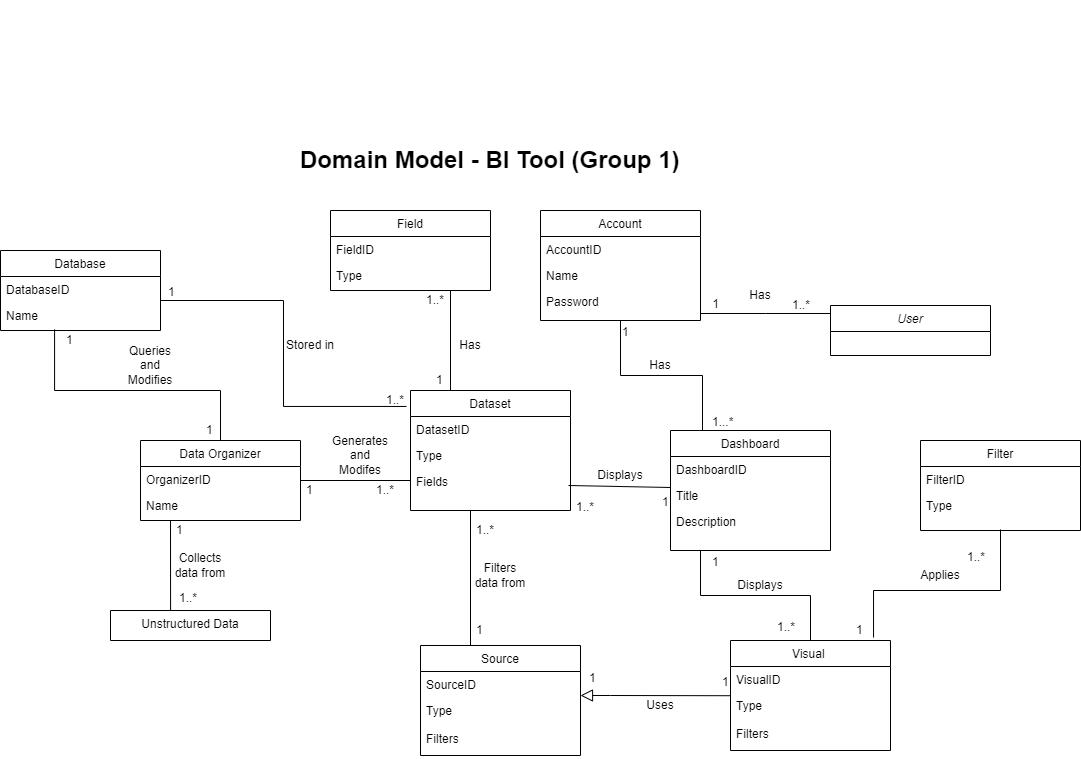 Domain Model - BI Tool (Group 1)
Field
FieldID
Type
1..*
Has
1
Account
AccountID
Name
Password
1
Has
1..*
User
1
Has
1...*
Database
DatabaseID
Name
1
Stored in
1..*
1
Queries
and
Modifies
1
Data Organizer
OrganizerID
Name
Generates
and
Modifes
1
1..*
Dataset
DatasetID
Type
Fields
Displays
1..*
1
Dashboard
DashboardID
Title
Description
Filter
FilterID
Type
1
Collects
data from
1..*
Unstructured Data
1..*
Filters
data from
1
1
Displays
1..*
1..*
Applies
1
Source
SourceID
Type
Filters
1
Uses
1
Visual
VisualID
Type
Filters